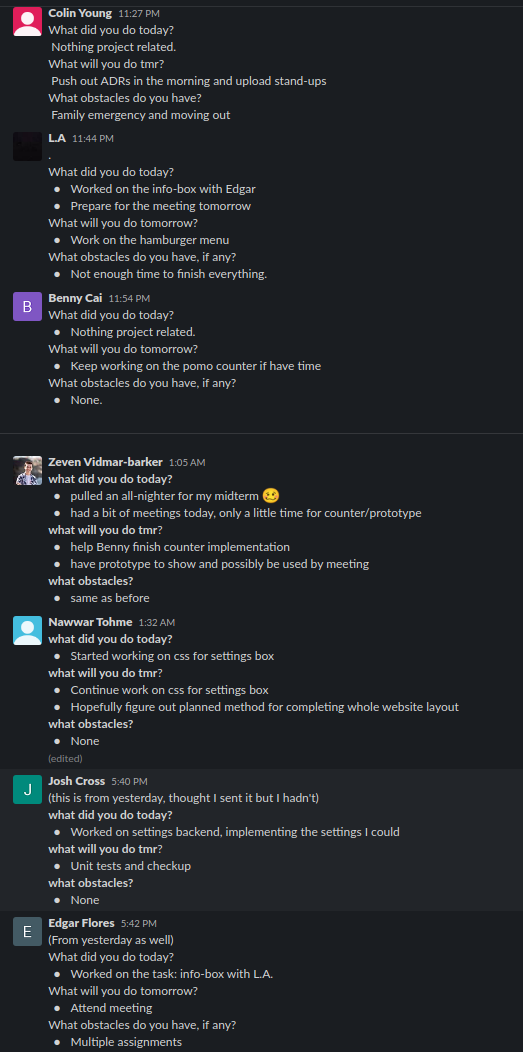 Colin Young 11:27 PM
What did you do today?
Nothing project related.
What will you do tmr?
Push out ADRs in the morning and upload stand-ups
What obstacles do you have?
Family emergency and moving out
L.A 11:44 PM
.
What did you do today?
• Worked on the info-box with Edgar
• Prepare for the meeting tomorrow
What will you do tomorrow?
• Work on the hamburger menu
What obstacles do you have, if any?
• Not enough time to finish everything.
B
Benny Cai 11:54 PM
What did you do today?
• Nothing project related.
What will you do tomorrow?
• Keep working on the pomo counter if have time
What obstacles do you have, if any?
• None.
Zeven Vidmar-barker 1:05 AM
what did you do today?
• pulled an all-nighter for my midterm 🥴
• had a bit of meetings today, only a little time for counter/prototype
what will you do tmr?
• help Benny finish counter implementation
• have prototype to show and possibly be used by meeting
what obstacles?
• same as before
Nawwar Tohme 1:32 AM
what did you do today?
• Started working on css for settings box
what will you do tmr?
• Continue work on css for settings box
• Hopefully figure out planned method for completing whole website layout
what obstacles?
• None
(edited)
J
Josh Cross 5:40 PM
(this is from yesterday, thought I sent it but I hadn't)
what did you do today?
• Worked on settings backend, implementing the settings I could
what will you do tmr?
• Unit tests and checkup
what obstacles?
• None
E
Edgar Flores 5:42 PM
(From yesterday as well)
What did you do today?
• Worked on the task: info-box with L.A.
What will you do tomorrow?
• Attend meeting
What obstacles do you have, if any?
• Multiple assignments